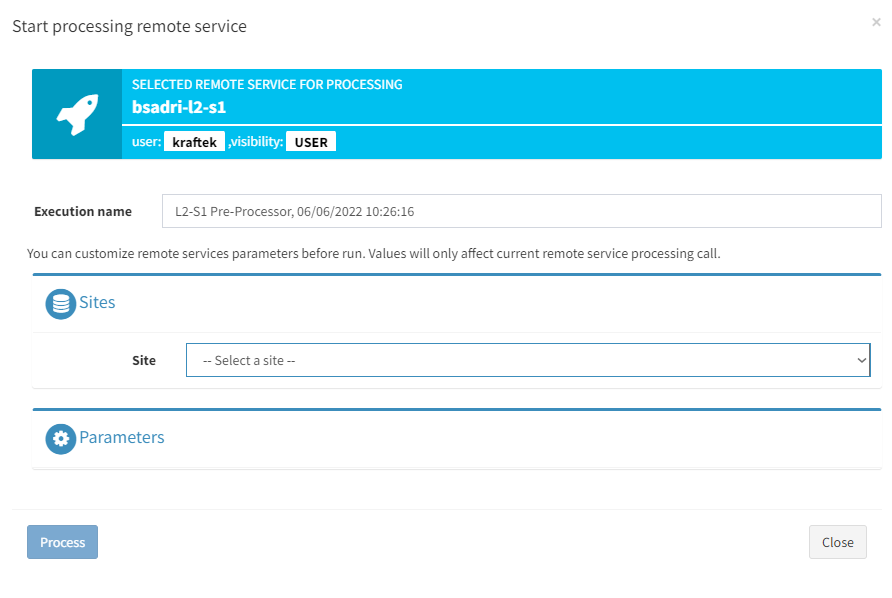 Start processing remote service
×
SELECTED REMOTE SERVICE FOR PROCESSING
bsadri-l2-s1
user: kraftek ,visibility: USER
Execution name L2-S1 Pre-Processor, 06/06/2022 10:26:16
You can customize remote services parameters before run. Values will only affect current remote service processing call.
Sites
Site -- Select a site --
Parameters
Process Close